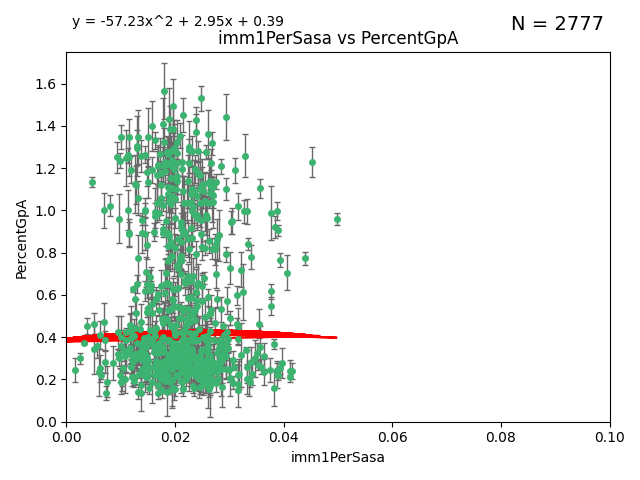 y = -57.23x^2 + 2.95x + 0.39
N = 2777
imm1PerSasa vs PercentGpA
PercentGpA
1.6
1.4
1.2
1.0
0.8
0.6
0.4
0.2
0.0
0.00 0.02 0.04 0.06 0.08 0.10
imm1PerSasa